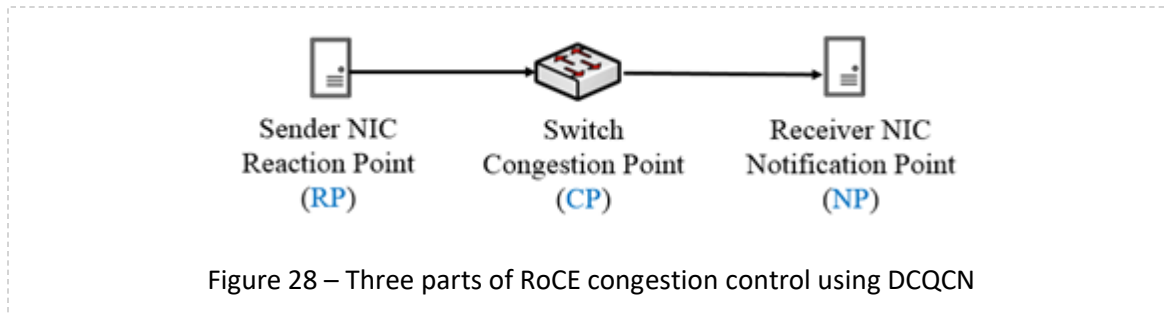 Sender NIC
Reaction Point
(RP)
Switch
Congestion Point
(CP)
Receiver NIC
Notification Point
(NP)
Figure 28 – Three parts of RoCE congestion control using DCQCN